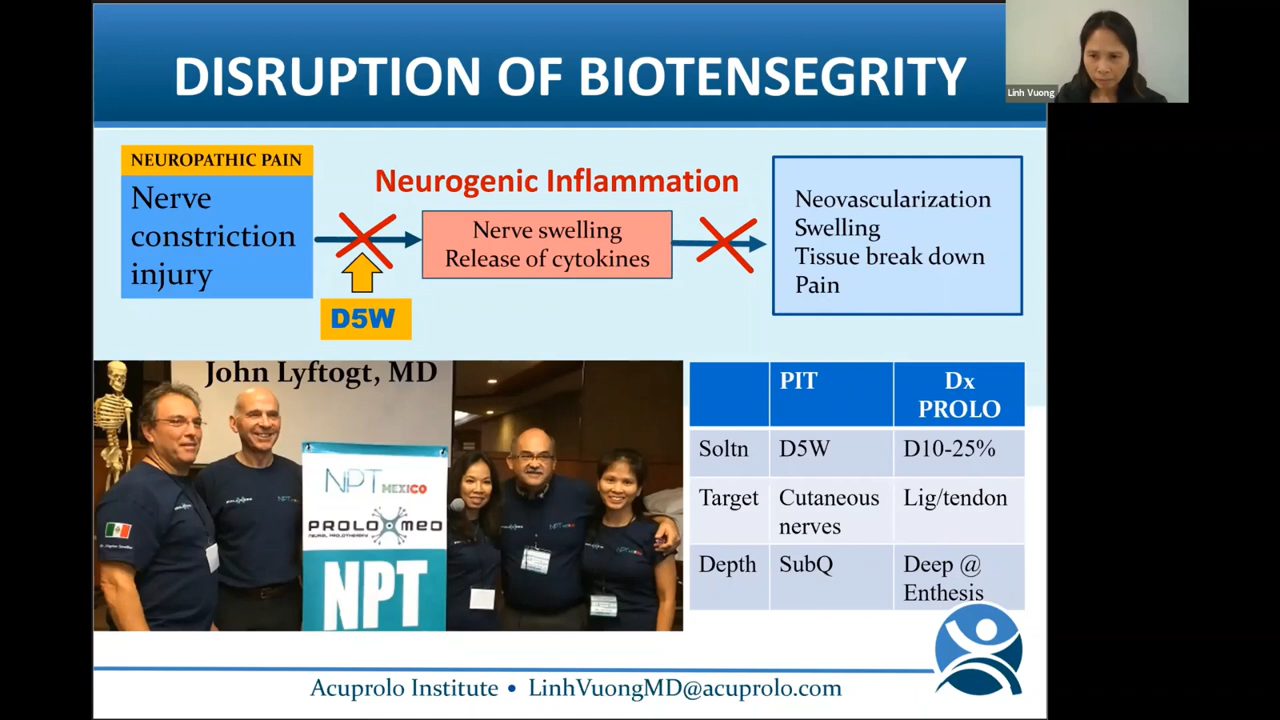 DISRUPTION OF BIOTENSEGRITY
Linh Vuong
NEUROPATHIC PAIN
Nerve
constriction
injury
Neurogenic Inflammation
Nerve swelling
Release of cytokines
Neovascularization
Swelling
Tissue break down
Pain
D5W
John Lyftogt, MD
NPT MEXICO
PROLO MED
NEURAL PROLOTHERAPY
NPT
PIT
Dx
PROLO
Soltn
D5W
D10-25%
Target
Cutaneous
nerves
Lig/tendon
Depth
SubQ
Deep @
Enthesis
Acuprolo Institute • LinhVuongMD@acuprolo.com